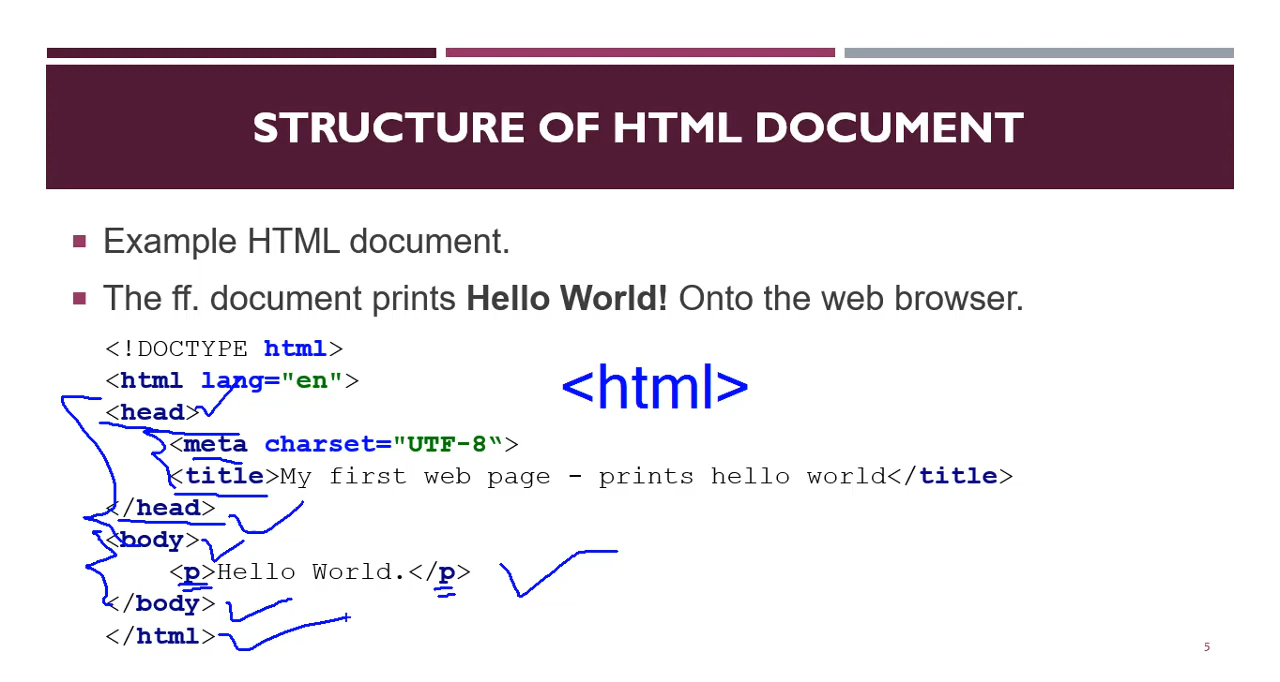 STRUCTURE OF HTML DOCUMENT
Example HTML document.
The ff. document prints Hello World! Onto the web browser.
<!DOCTYPE html>
<html lang="en">
<html>
<head>
<meta charset="UTF-8“>
<title>My first web page - prints hello world</title>
</head>
<body>
<p>Hello World.</p>
</body>
</html>
5